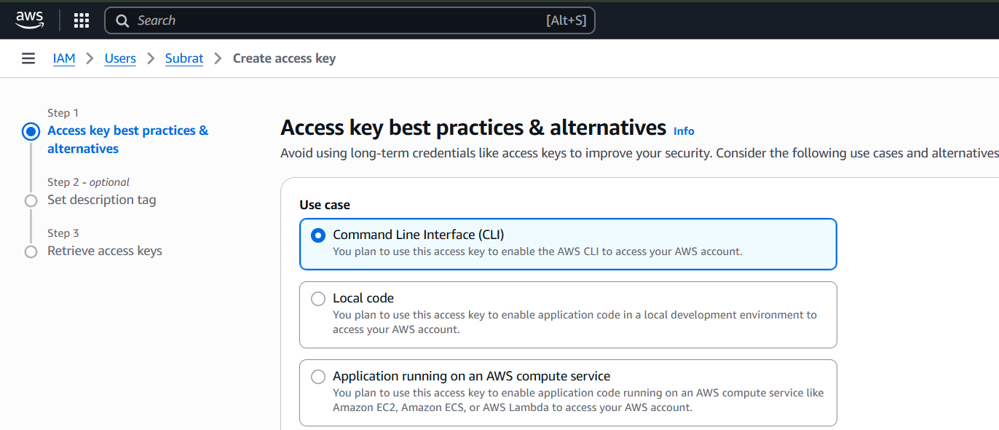 aws
Search [Alt+S]
IAM > Users > Subrat > Create access key
Step 1
Access key best practices &
alternatives
Step 2 - optional
Set description tag
Step 3
Retrieve access keys
Access key best practices & alternatives Info
Avoid using long-term credentials like access keys to improve your security. Consider the following use cases and alternatives
Use case
Command Line Interface (CLI)
You plan to use this access key to enable the AWS CLI to access your AWS account.
Local code
You plan to use this access key to enable application code in a local development environment to
access your AWS account.
Application running on an AWS compute service
You plan to use this access key to enable application code running on an AWS compute service like
Amazon EC2, Amazon ECS, or AWS Lambda to access your AWS account.